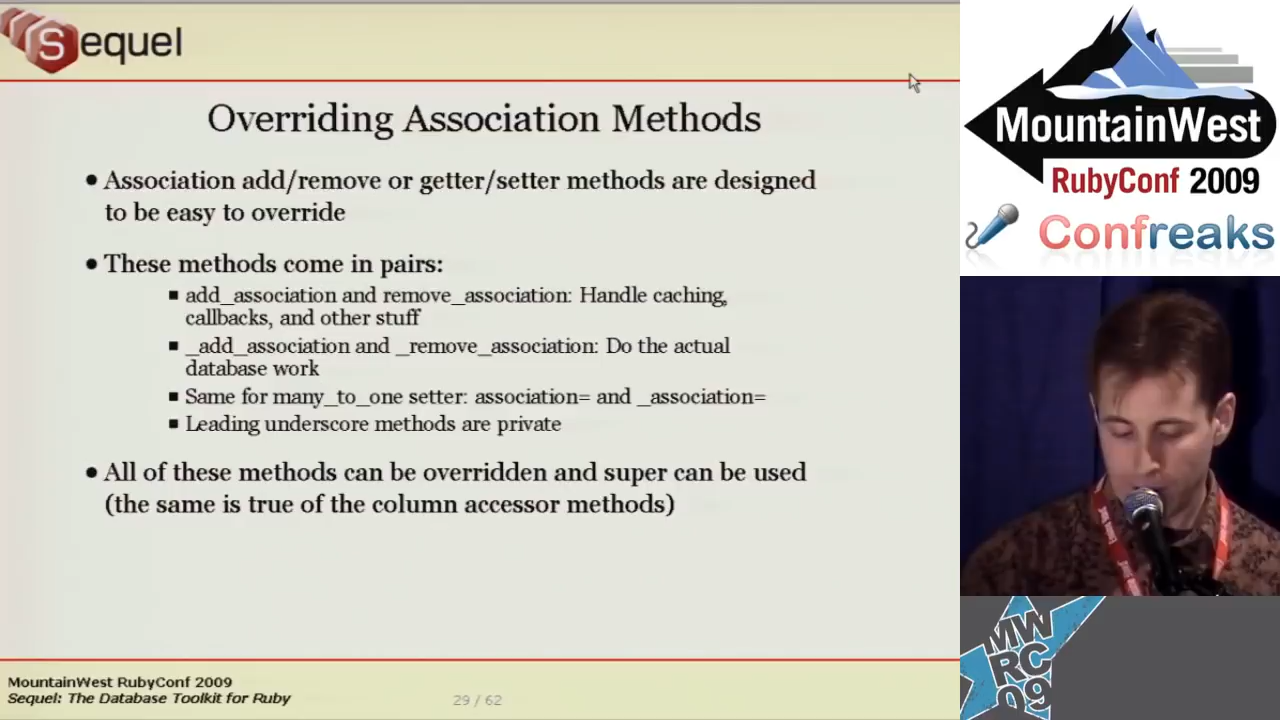 Sequel
Overriding Association Methods
• Association add/remove or getter/setter methods are designed
to be easy to override
• These methods come in pairs:
▪ add_association and remove_association: Handle caching,
callbacks, and other stuff
▪ _add_association and _remove_association: Do the actual
database work
▪ Same for many_to_one setter: association= and _association=
▪ Leading underscore methods are private
• All of these methods can be overridden and super can be used
(the same is true of the column accessor methods)
MountainWest RubyConf 2009
Sequel: The Database Toolkit for Ruby
29 / 62
MountainWest
RubyConf 2009
Confreaks
MW
RC
09